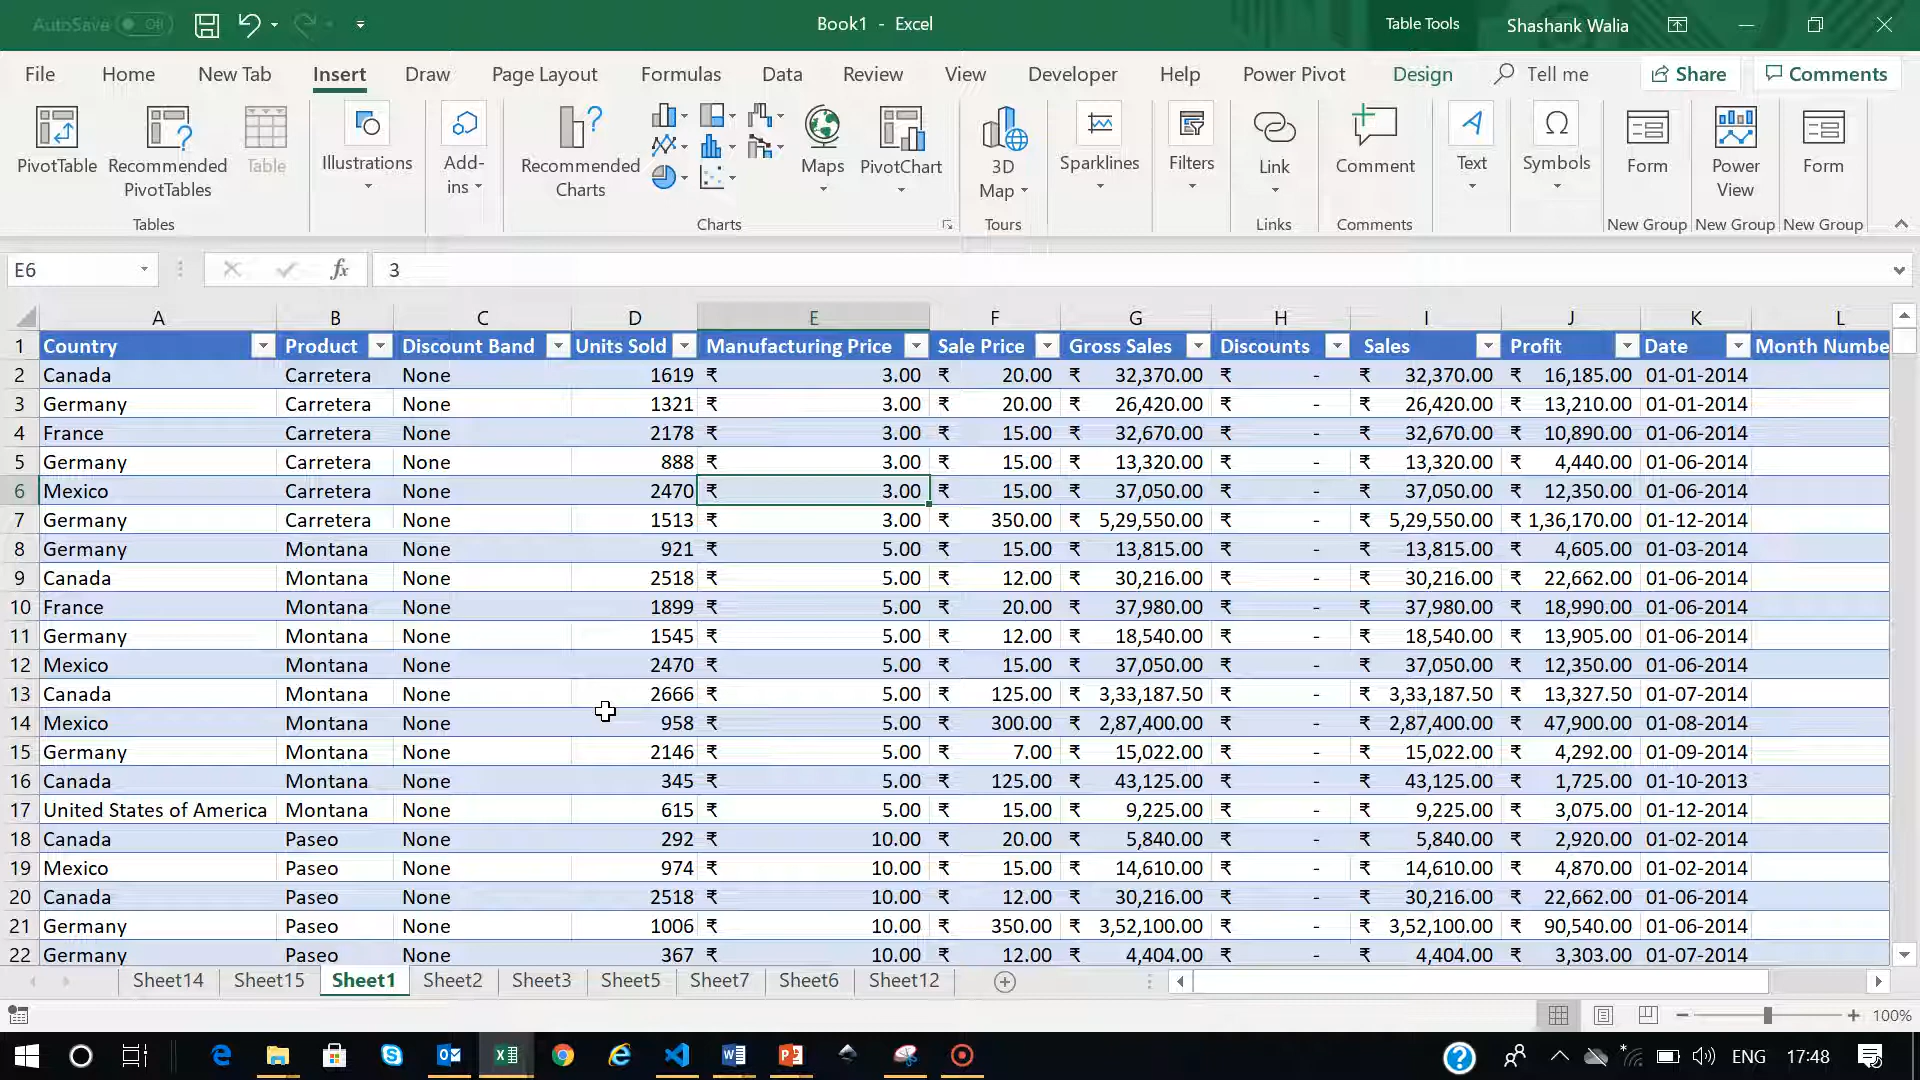 AutoSave Off Book1 - Excel Table Tools Shashank Walia
File Home New Tab Insert Draw Page Layout Formulas Data Review View Developer Help Power Pivot Design Tell me Share Comments
PivotTable Recommended PivotTables Table Illustrations Add-ins Recommended Charts Maps PivotChart 3D Map Sparklines Filters Link Comment Text Symbols Form Power View Form
Tables Charts Tours Links Comments New Group New Group New Group
E6 fx 3
A B C D E F G H I J K L
1 Country Product Discount Band Units Sold Manufacturing Price Sale Price Gross Sales Discounts Sales Profit Date Month Numbe
2 Canada Carretera None 1619 ₹ 3.00 ₹ 20.00 ₹ 32,370.00 ₹ - ₹ 32,370.00 ₹ 16,185.00 01-01-2014
3 Germany Carretera None 1321 ₹ 3.00 ₹ 20.00 ₹ 26,420.00 ₹ - ₹ 26,420.00 ₹ 13,210.00 01-01-2014
4 France Carretera None 2178 ₹ 3.00 ₹ 15.00 ₹ 32,670.00 ₹ - ₹ 32,670.00 ₹ 10,890.00 01-06-2014
5 Germany Carretera None 888 ₹ 3.00 ₹ 15.00 ₹ 13,320.00 ₹ - ₹ 13,320.00 ₹ 4,440.00 01-06-2014
6 Mexico Carretera None 2470 ₹ 3.00 ₹ 15.00 ₹ 37,050.00 ₹ - ₹ 37,050.00 ₹ 12,350.00 01-06-2014
7 Germany Carretera None 1513 ₹ 3.00 ₹ 350.00 ₹ 5,29,550.00 ₹ - ₹ 5,29,550.00 ₹ 1,36,170.00 01-12-2014
8 Germany Montana None 921 ₹ 5.00 ₹ 15.00 ₹ 13,815.00 ₹ - ₹ 13,815.00 ₹ 4,605.00 01-03-2014
9 Canada Montana None 2518 ₹ 5.00 ₹ 12.00 ₹ 30,216.00 ₹ - ₹ 30,216.00 ₹ 22,662.00 01-06-2014
10 France Montana None 1899 ₹ 5.00 ₹ 20.00 ₹ 37,980.00 ₹ - ₹ 37,980.00 ₹ 18,990.00 01-06-2014
11 Germany Montana None 1545 ₹ 5.00 ₹ 12.00 ₹ 18,540.00 ₹ - ₹ 18,540.00 ₹ 13,905.00 01-06-2014
12 Mexico Montana None 2470 ₹ 5.00 ₹ 15.00 ₹ 37,050.00 ₹ - ₹ 37,050.00 ₹ 12,350.00 01-06-2014
13 Canada Montana None 2666 ₹ 5.00 ₹ 125.00 ₹ 3,33,187.50 ₹ - ₹ 3,33,187.50 ₹ 13,327.50 01-07-2014
14 Mexico Montana None 958 ₹ 5.00 ₹ 300.00 ₹ 2,87,400.00 ₹ - ₹ 2,87,400.00 ₹ 47,900.00 01-08-2014
15 Germany Montana None 2146 ₹ 5.00 ₹ 7.00 ₹ 15,022.00 ₹ - ₹ 15,022.00 ₹ 4,292.00 01-09-2014
16 Canada Montana None 345 ₹ 5.00 ₹ 125.00 ₹ 43,125.00 ₹ - ₹ 43,125.00 ₹ 1,725.00 01-10-2013
17 United States of America Montana None 615 ₹ 5.00 ₹ 15.00 ₹ 9,225.00 ₹ - ₹ 9,225.00 ₹ 3,075.00 01-12-2014
18 Canada Paseo None 292 ₹ 10.00 ₹ 20.00 ₹ 5,840.00 ₹ - ₹ 5,840.00 ₹ 2,920.00 01-02-2014
19 Mexico Paseo None 974 ₹ 10.00 ₹ 15.00 ₹ 14,610.00 ₹ - ₹ 14,610.00 ₹ 4,870.00 01-02-2014
20 Canada Paseo None 2518 ₹ 10.00 ₹ 12.00 ₹ 30,216.00 ₹ - ₹ 30,216.00 ₹ 22,662.00 01-06-2014
21 Germany Paseo None 1006 ₹ 10.00 ₹ 350.00 ₹ 3,52,100.00 ₹ - ₹ 3,52,100.00 ₹ 90,540.00 01-06-2014
22 Germany Paseo None 367 ₹ 10.00 ₹ 12.00 ₹ 4,404.00 ₹ - ₹ 4,404.00 ₹ 3,303.00 01-07-2014
Sheet14 Sheet15 Sheet1 Sheet2 Sheet3 Sheet5 Sheet7 Sheet6 Sheet12
100%
ENG 17:48